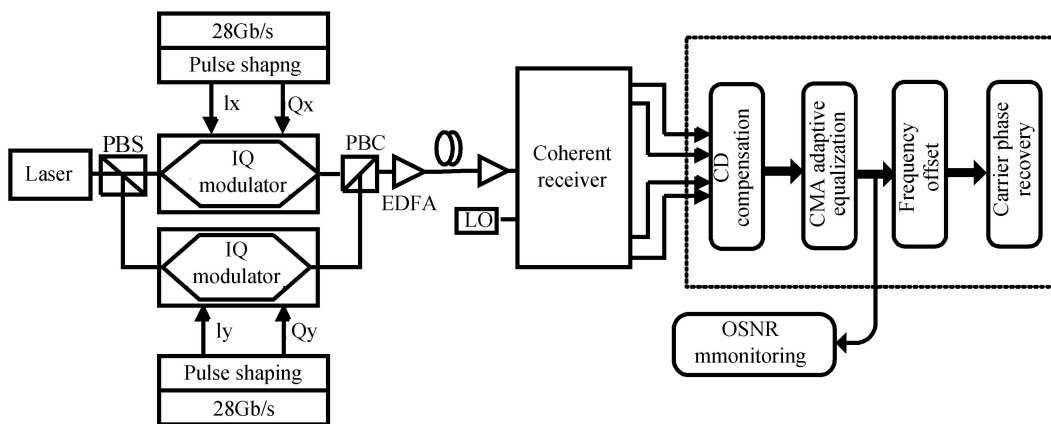 28Gb/s
Pulse shapng
Ix
Qx
PBS
PBC
Laser
IQ
modulator
EDFA
LO
Coherent
receiver
CD
compensation
CMA adaptive
equalization
Frequency
offset
Carrier phase
recovery
IQ
modulator
Iy
Qy
Pulse shaping
28Gb/s
OSNR
mmonitoring